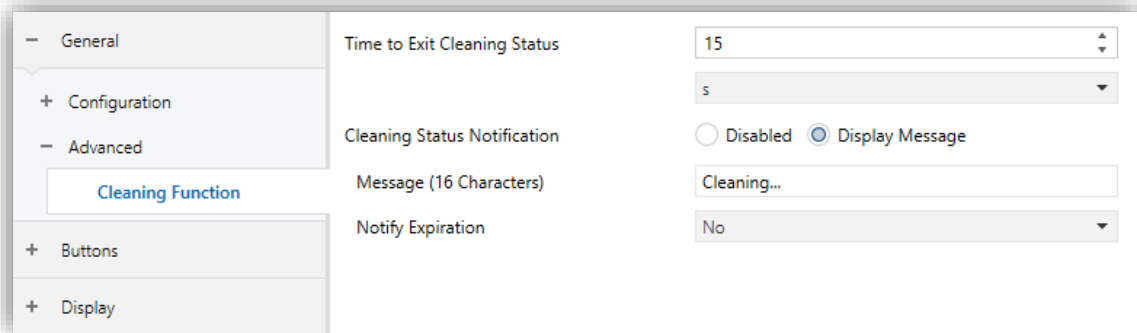 General
Configuration
Advanced
Cleaning Function
Buttons
Display
Time to Exit Cleaning Status
15
s
Cleaning Status Notification
Disabled
Display Message
Message (16 Characters)
Cleaning...
Notify Expiration
No